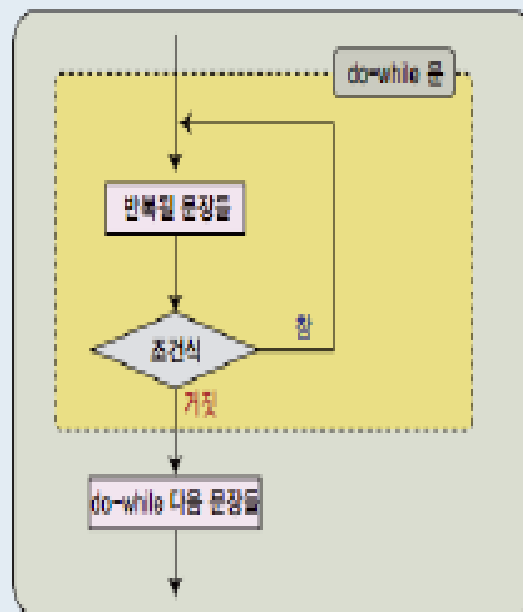 do-while 문
반복될 문장들
조건식
참
거짓
do-while 다음 문장들